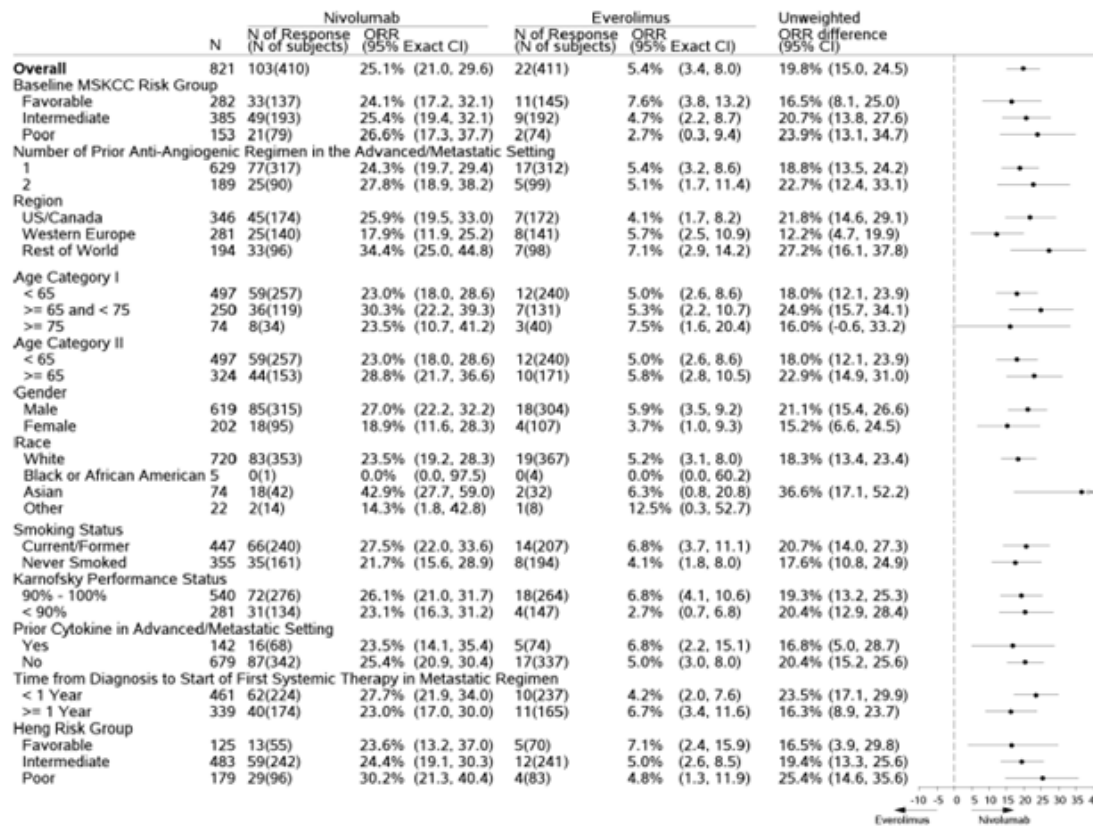 Nivolumab Everolimus Unweighted
N of Response ORR N of Response ORR ORR difference
N (N of subjects) (95% Exact CI) (N of subjects) (95% Exact CI) (95% CI)
Overall 821 103(410) 25.1% (21.0, 29.6) 22(411) 5.4% (3.4, 8.0) 19.8% (15.0, 24.5)
Baseline MSKCC Risk Group
Favorable 282 33(137) 24.1% (17.2, 32.1) 11(145) 7.6% (3.8, 13.2) 16.5% (8.1, 25.0)
Intermediate 385 49(193) 25.4% (19.4, 32.1) 9(192) 4.7% (2.2, 8.7) 20.7% (13.8, 27.6)
Poor 153 21(79) 26.6% (17.3, 37.7) 2(74) 2.7% (0.3, 9.4) 23.9% (13.1, 34.7)
Number of Prior Anti-Angiogenic Regimen in the Advanced/Metastatic Setting
1 629 77(317) 24.3% (19.7, 29.4) 17(312) 5.4% (3.2, 8.6) 18.8% (13.5, 24.2)
2 189 25(90) 27.8% (18.9, 38.2) 5(99) 5.1% (1.7, 11.4) 22.7% (12.4, 33.1)
Region
US/Canada 346 45(174) 25.9% (19.5, 33.0) 7(172) 4.1% (1.7, 8.2) 21.8% (14.6, 29.1)
Western Europe 281 25(140) 17.9% (11.9, 25.2) 8(141) 5.7% (2.5, 10.9) 12.2% (4.7, 19.9)
Rest of World 194 33(96) 34.4% (25.0, 44.8) 7(98) 7.1% (2.9, 14.2) 27.2% (16.1, 37.8)
Age Category I
< 65 497 59(257) 23.0% (18.0, 28.6) 12(240) 5.0% (2.6, 8.6) 18.0% (12.1, 23.9)
>= 65 and < 75 250 36(119) 30.3% (22.2, 39.3) 7(131) 5.3% (2.2, 10.7) 24.9% (15.7, 34.1)
>= 75 74 8(34) 23.5% (10.7, 41.2) 3(40) 7.5% (1.6, 20.4) 16.0% (-0.6, 33.2)
Age Category II
< 65 497 59(257) 23.0% (18.0, 28.6) 12(240) 5.0% (2.6, 8.6) 18.0% (12.1, 23.9)
>= 65 324 44(153) 28.8% (21.7, 36.6) 10(171) 5.8% (2.8, 10.5) 22.9% (14.9, 31.0)
Gender
Male 619 85(315) 27.0% (22.2, 32.2) 18(304) 5.9% (3.5, 9.2) 21.1% (15.4, 26.6)
Female 202 18(95) 18.9% (11.6, 28.3) 4(107) 3.7% (1.0, 9.3) 15.2% (6.6, 24.5)
Race
White 720 83(353) 23.5% (19.2, 28.3) 19(367) 5.2% (3.1, 8.0) 18.3% (13.4, 23.4)
Black or African American 5 0(1) 0.0% (0.0, 97.5) 0(4) 0.0% (0.0, 60.2)
Asian 74 18(42) 42.9% (27.7, 59.0) 2(32) 6.3% (0.8, 20.8) 36.6% (17.1, 52.2)
Other 22 2(14) 14.3% (1.8, 42.8) 1(8) 12.5% (0.3, 52.7)
Smoking Status
Current/Former 447 66(240) 27.5% (22.0, 33.6) 14(207) 6.8% (3.7, 11.1) 20.7% (14.0, 27.3)
Never Smoked 355 35(161) 21.7% (15.6, 28.9) 8(194) 4.1% (1.8, 8.0) 17.6% (10.8, 24.9)
Karnofsky Performance Status
90% - 100% 540 72(276) 26.1% (21.0, 31.7) 18(264) 6.8% (4.1, 10.6) 19.3% (13.2, 25.3)
< 90% 281 31(134) 23.1% (16.3, 31.2) 4(147) 2.7% (0.7, 6.8) 20.4% (12.9, 28.4)
Prior Cytokine in Advanced/Metastatic Setting
Yes 142 16(68) 23.5% (14.1, 35.4) 5(74) 6.8% (2.2, 15.1) 16.8% (5.0, 28.7)
No 679 87(342) 25.4% (20.9, 30.4) 17(337) 5.0% (3.0, 8.0) 20.4% (15.2, 25.6)
Time from Diagnosis to Start of First Systemic Therapy in Metastatic Regimen
< 1 Year 461 62(224) 27.7% (21.9, 34.0) 10(237) 4.2% (2.0, 7.6) 23.5% (17.1, 29.9)
>= 1 Year 339 40(174) 23.0% (17.0, 30.0) 11(165) 6.7% (3.4, 11.6) 16.3% (8.9, 23.7)
Heng Risk Group
Favorable 125 13(55) 23.6% (13.2, 37.0) 5(70) 7.1% (2.4, 15.9) 16.5% (3.9, 29.8)
Intermediate 483 59(242) 24.4% (19.1, 30.3) 12(241) 5.0% (2.6, 8.5) 19.4% (13.3, 25.6)
Poor 179 29(96) 30.2% (21.3, 40.4) 4(83) 4.8% (1.3, 11.9) 25.4% (14.6, 35.6)
-10 -5 0 5 10 15 20 25 30 35
Everolimus Nivolumab